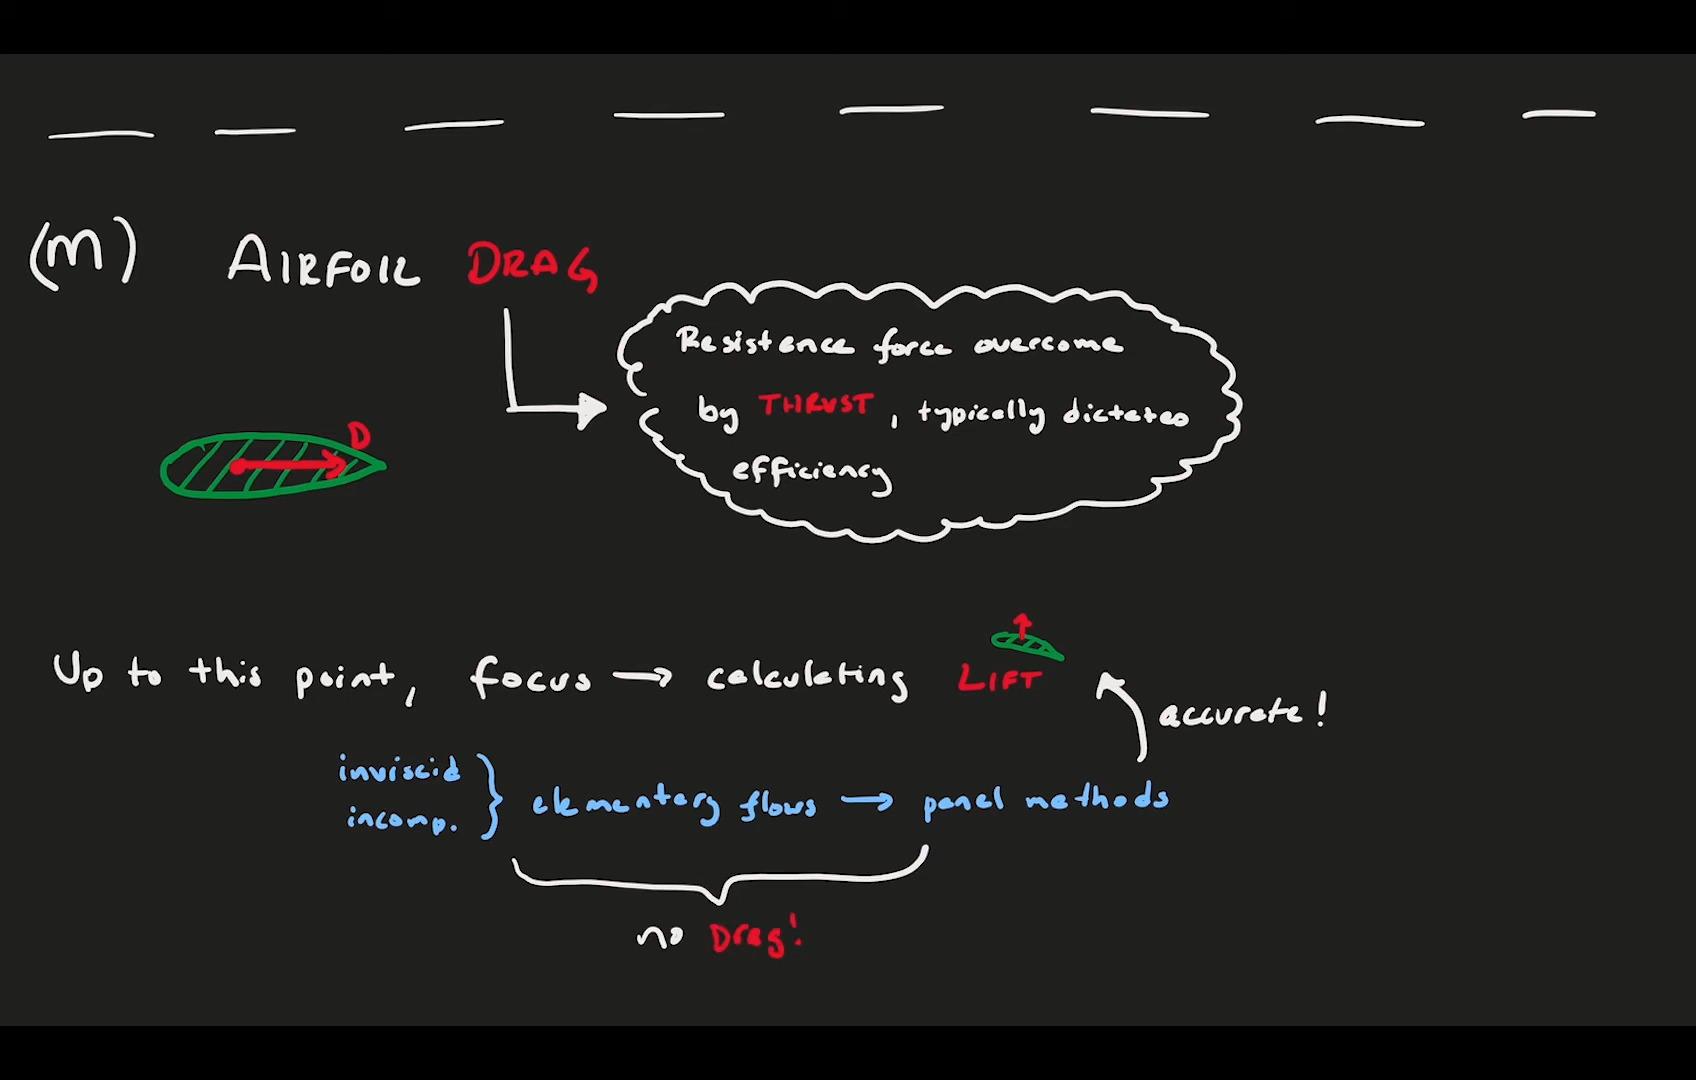 (m) AIRFOIL DRAG
Resistence force overcome
by THRUST, typically dictates
efficiency
D
Up to this point, focus → calculating LIFT
accurate!
inviscid
incomp.
elementary flows → panel methods
no Drag!